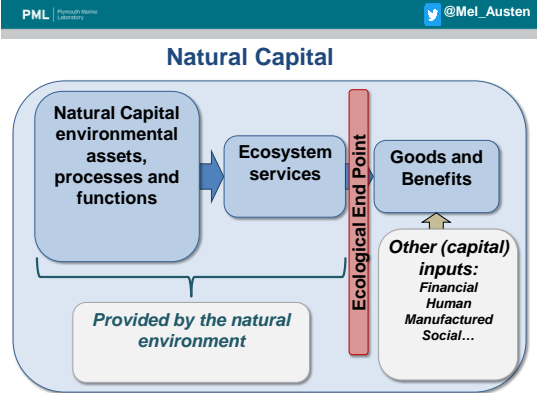 PML Plymouth Marine
Laboratory
@Mel_Austen
Natural Capital
Natural Capital
environmental
assets,
processes and
functions
Ecosystem
services
Ecological End Point
Goods and
Benefits
Other (capital)
inputs:
Financial
Human
Manufactured
Social…
Provided by the natural
environment